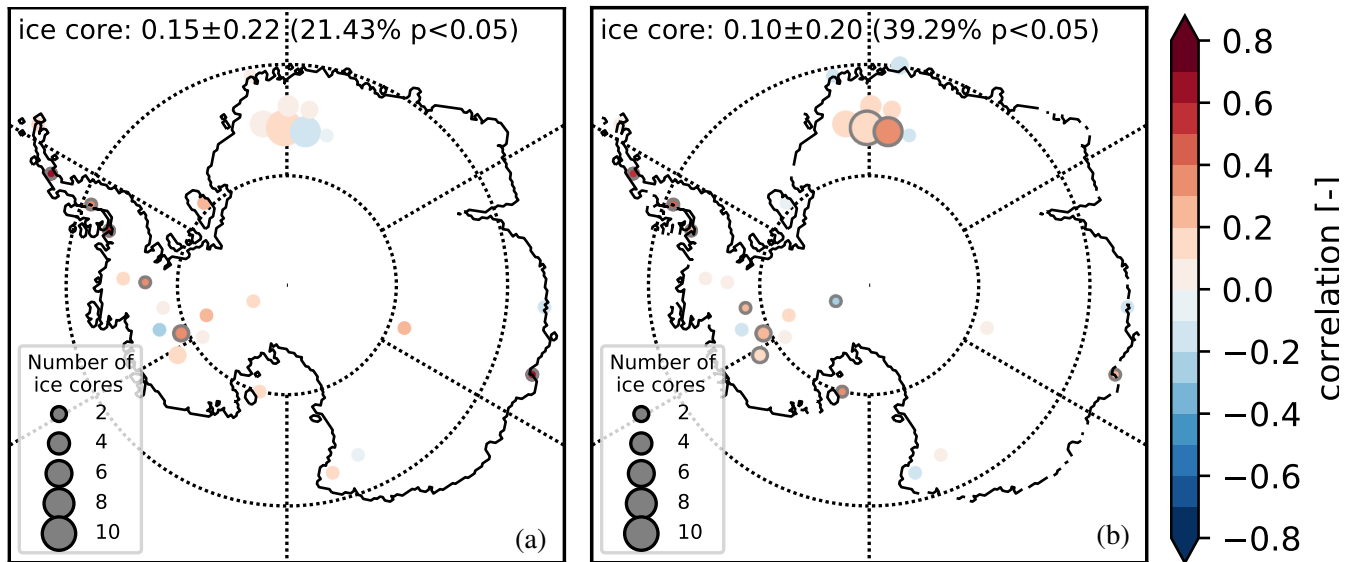 ice core: 0.15±0.22 (21.43% p<0.05)
Number of
ice cores
2
4
6
8
10
(a)
ice core: 0.10±0.20 (39.29% p<0.05)
Number of
ice cores
2
4
6
8
10
(b)
0.8
0.6
0.4
0.2
0.0
−0.2
−0.4
−0.6
−0.8
correlation [-]